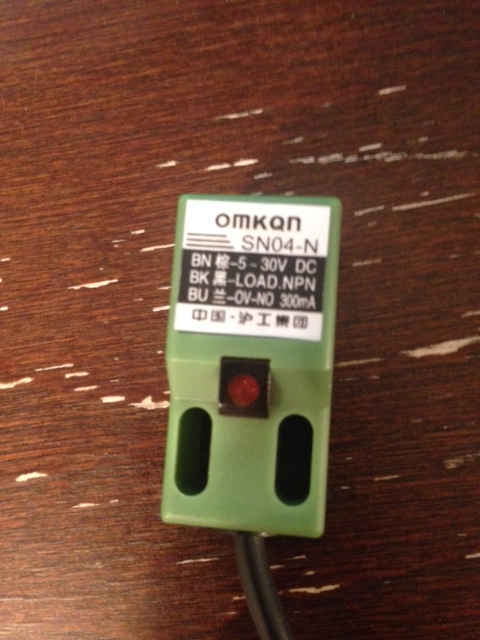 omkqn
SN04-N
BN 棕-5~30V DC
BK 黑-LOAD.NPN
BU 兰-0V-NO 300mA
中国·沪工集团